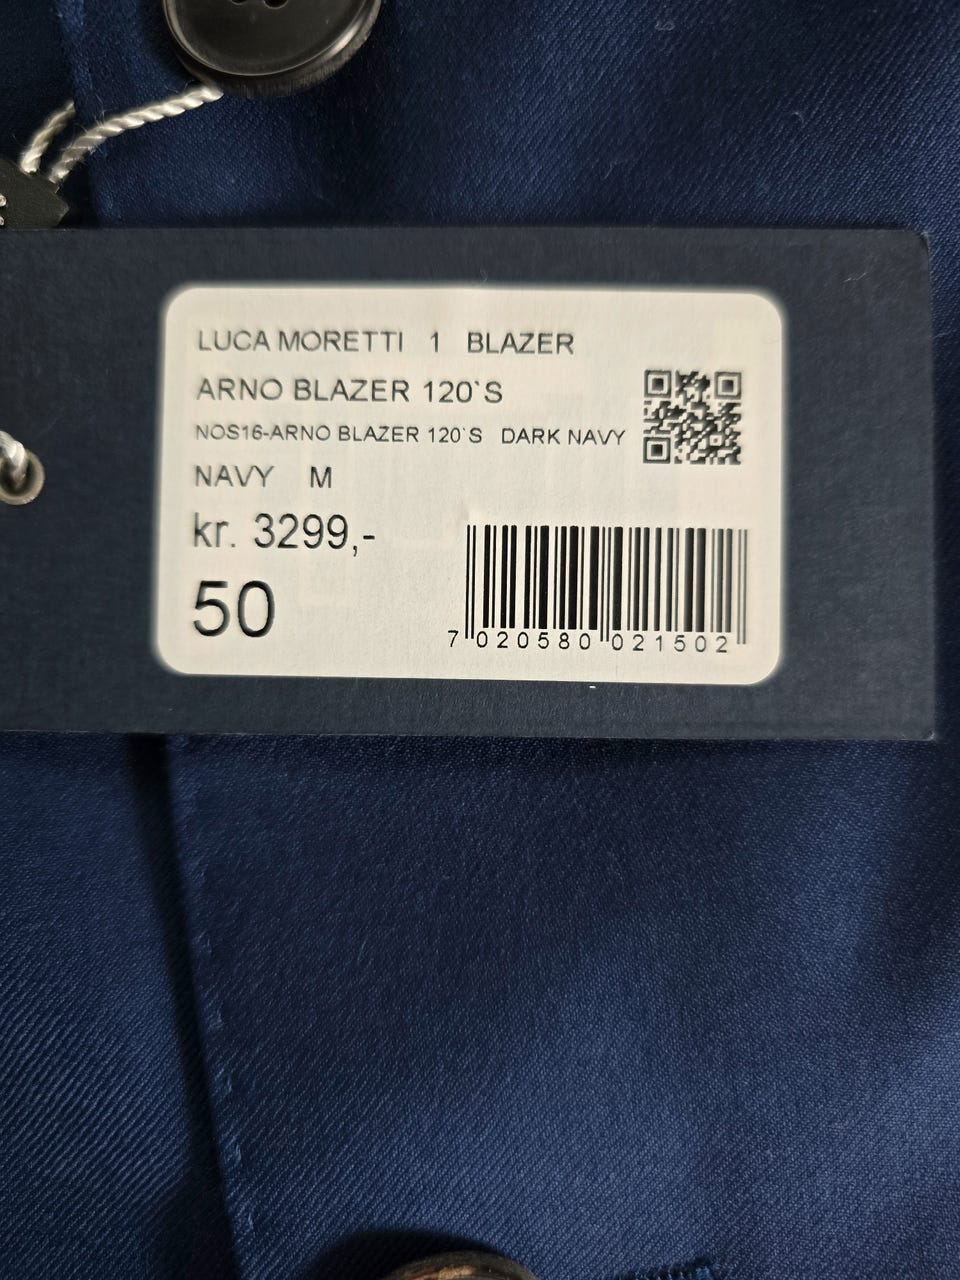 LUCA MORETTI 1 BLAZER
ARNO BLAZER 120`S
NOS16-ARNO BLAZER 120`S DARK NAVY
NAVY M
kr. 3299,-
50
7 020580 021502